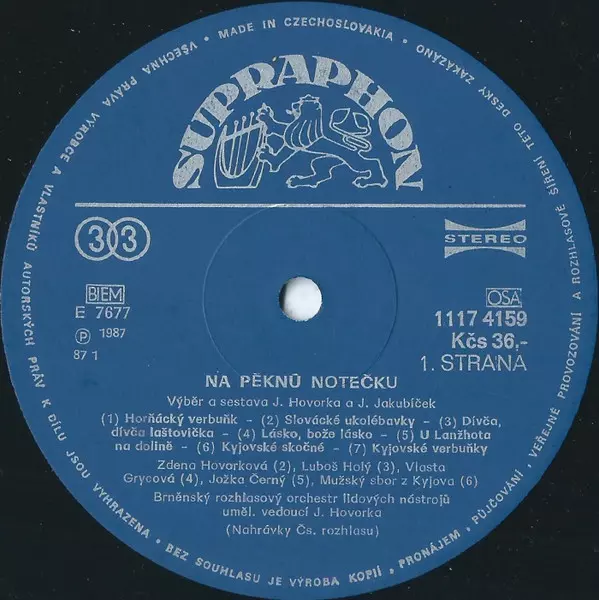 VŠECHNA PRÁVA VÝROBCE A VLASTNÍKŮ AUTORSKÝCH PRÁV K DÍLU JSOU VYHRAZENA • BEZ SOUHLASU JE VÝROBA KOPIÍ, PRONÁJEM, PŮJČOVÁNÍ, VEŘEJNÉ PROVOZOVÁNÍ A ROZHLASOVÉ ŠÍŘENÍ TÉTO DESKY ZAKÁZÁNO • MADE IN CZECHOSLOVAKIA •
SUPRAPHON
33
STEREO
BIEM
E 7677
Ⓟ 1987
87 1
OSA
1117 4159
Kčs 36,-
1. STRANA
NA PĚKNŮ NOTEČKU
Výběr a sestava J. Hovorka a J. Jakubíček
(1) Horňácký verbuňk – (2) Slovácké ukolébavky – (3) Divča,
divča laštovička – (4) Lásko, bože lásko – (5) U Lanžhota
na dolině – (6) Kyjovské skočné – (7) Kyjovské verbuňky
Zdena Hovorková (2), Luboš Holý (3), Vlasta
Grycová (4), Jožka Černý (5), Mužský sbor z Kyjova (6)
Brněnský rozhlasový orchestr lidových nástrojů
uměl. vedoucí J. Hovorka
(Nahrávky Čs. rozhlasu)